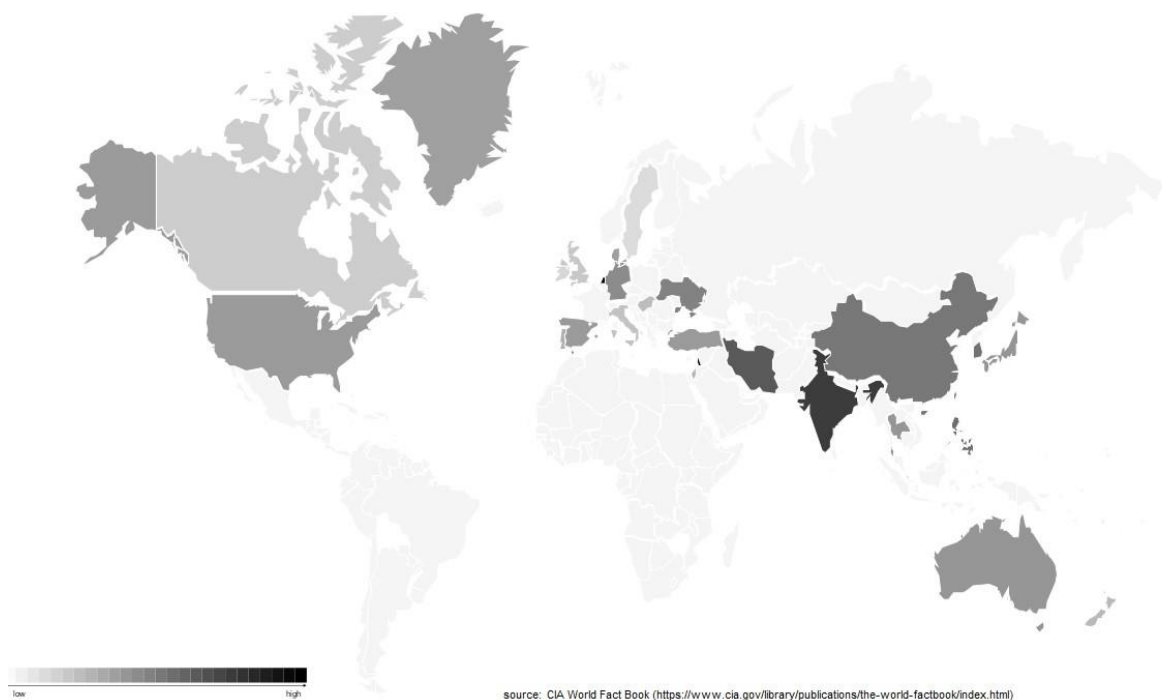 low
high
source: CIA World Fact Book (https://www.cia.gov/library/publications/the-world-factbook/index.html)